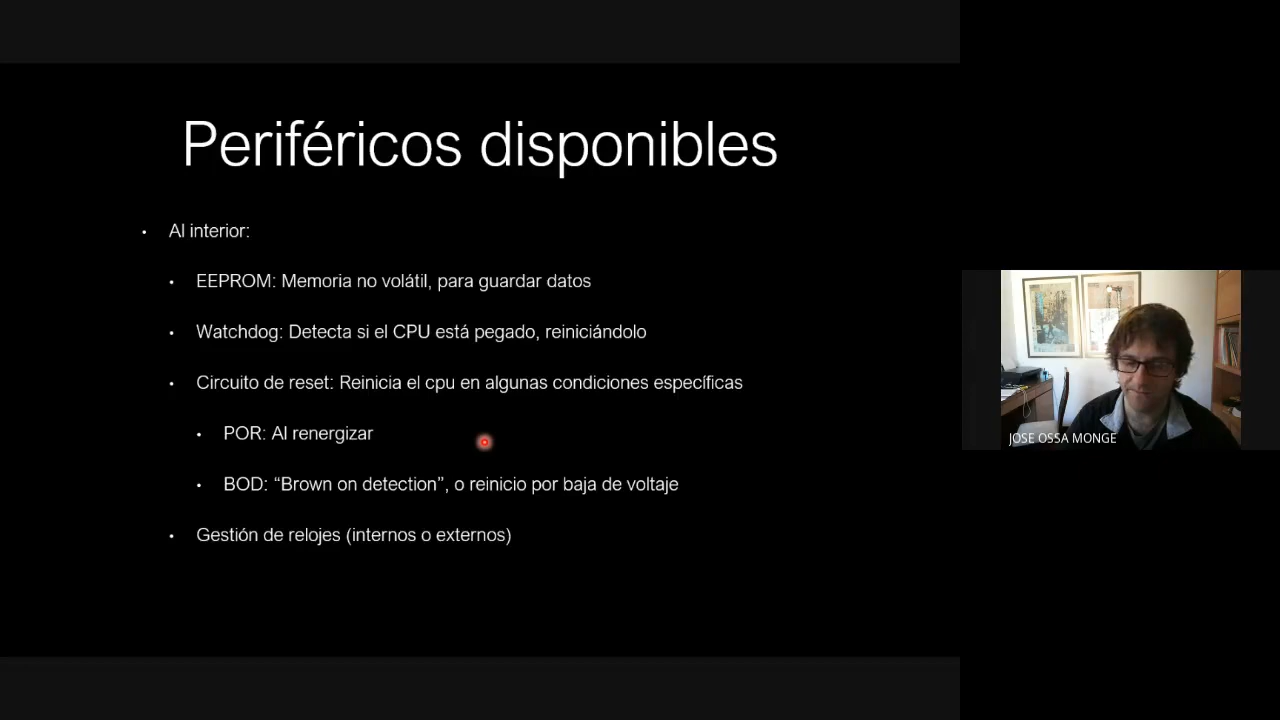 Periféricos disponibles
• Al interior:
• EEPROM: Memoria no volátil, para guardar datos
• Watchdog: Detecta si el CPU está pegado, reiniciándolo
• Circuito de reset: Reinicia el cpu en algunas condiciones específicas
• POR: Al renergizar
• BOD: “Brown on detection”, o reinicio por baja de voltaje
• Gestión de relojes (internos o externos)
JOSE OSSA MONGE